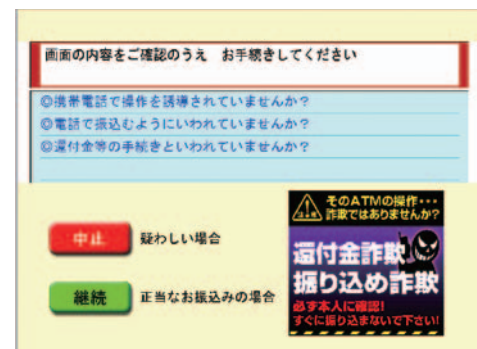 画面の内容をご確認のうえ　お手続きしてください
◎携帯電話で操作を誘導されていませんか？
◎電話で振込むようにいわれていませんか？
◎還付金等の手続きといわれていませんか？
中止 疑わしい場合
継続 正当なお振込みの場合
そのATMの操作・・・
詐欺ではありませんか?
還付金詐欺
振り込め詐欺
必ず本人に確認!
すぐに振り込まないで下さい!